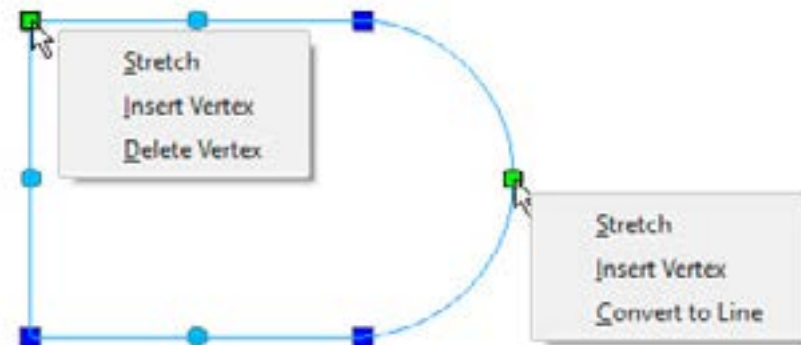 Stretch
Insert Vertex
Delete Vertex
Stretch
Insert Vertex
Convert to Line